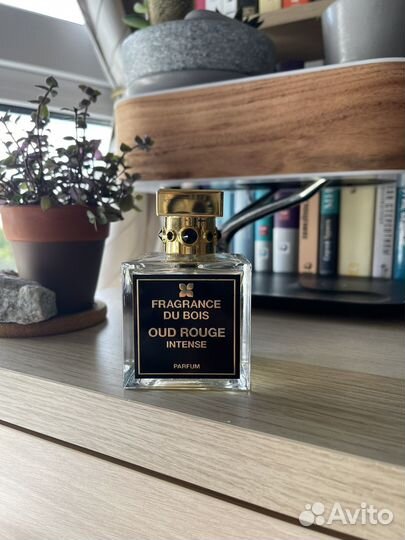 FRAGRANCE
DU BOIS
OUD ROUGE
INTENSE
PARFUM
Avito